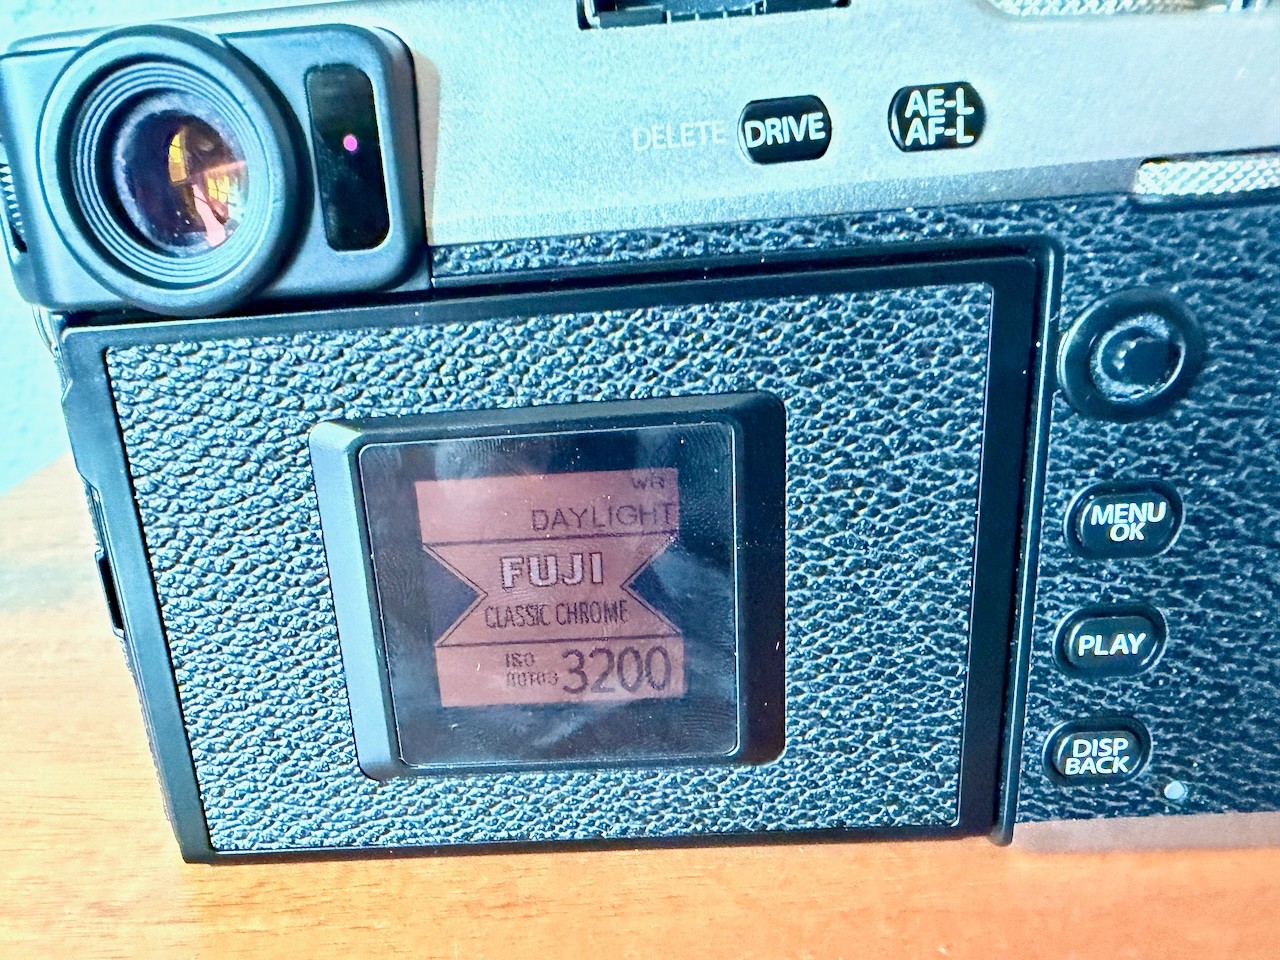 DELETE DRIVE
AE-L
AF-L
WB
DAYLIGHT
FUJI
CLASSIC CHROME
ISO
AUTO3
3200
MENU
OK
PLAY
DISP
BACK